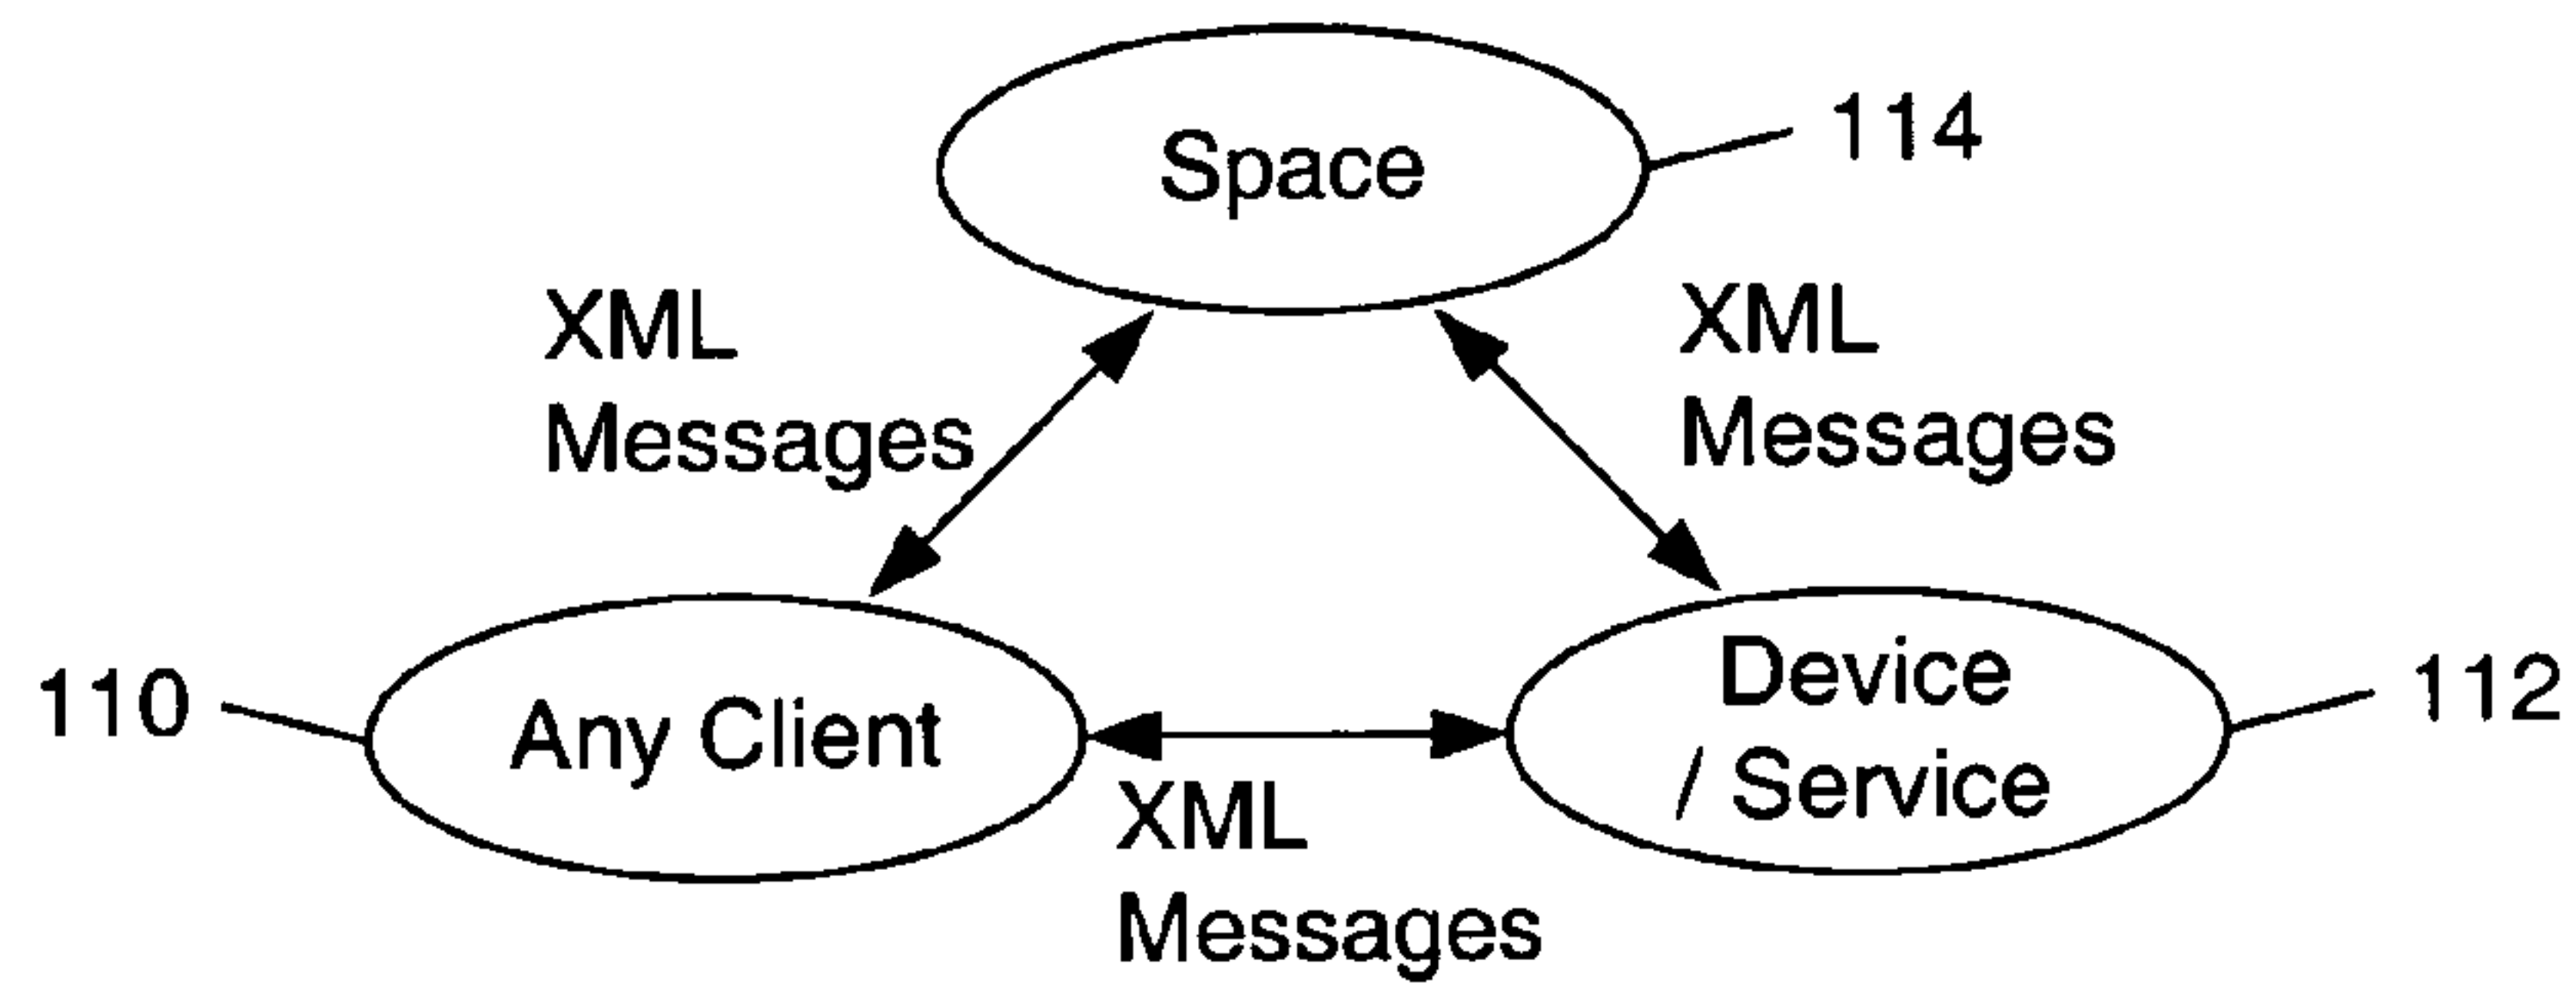 Space
114
XML
Messages
XML
Messages
110
Any Client
Device
/ Service
112
XML
Messages